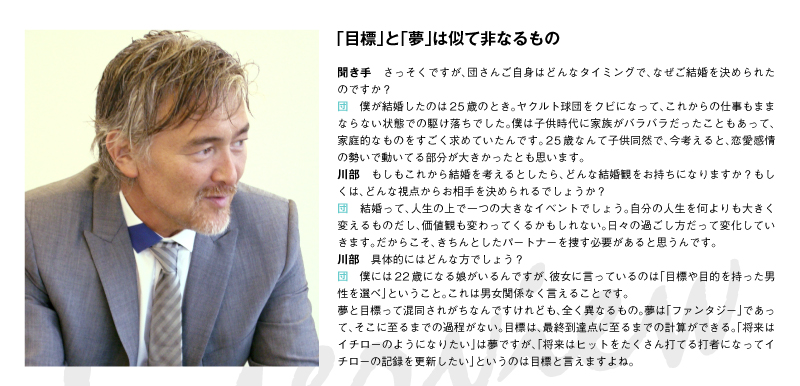 「目標」と「夢」は似て非なるもの
聞き手　さっそくですが、団さんご自身はどんなタイミングで、なぜご結婚を決められた
のですか？
団　僕が結婚したのは25歳のとき。ヤクルト球団をクビになって、これからの仕事もまま
ならない状態での駆け落ちでした。僕は子供時代に家族がバラバラだったこともあって、
家庭的なものをすごく求めていたんです。25歳なんて子供同然で、今考えると、恋愛感情
の勢いで動いてる部分が大きかったとも思います。
川部　もしもこれから結婚を考えるとしたら、どんな結婚観をお持ちになりますか？もし
くは、どんな視点からお相手を決められるでしょうか？
団　結婚って、人生の上で一つの大きなイベントでしょう。自分の人生を何よりも大きく
変えるものだし、価値観も変わってくるかもしれない。日々の過ごし方だって変化してい
きます。だからこそ、きちんとしたパートナーを捜す必要があると思うんです。
川部　具体的にはどんな方でしょう？
団　僕には22歳になる娘がいるんですが、彼女に言っているのは「目標や目的を持った男
性を選べ」ということ。これは男女関係なく言えることです。
夢と目標って混同されがちなんですけれども、全く異なるもの。夢は「ファンタジー」であっ
て、そこに至るまでの過程がない。目標は、最終到達点に至るまでの計算ができる。「将来は
イチローのようになりたい」は夢ですが、「将来はヒットをたくさん打てる打者になってイ
チローの記録を更新したい」というのは目標と言えますよね。